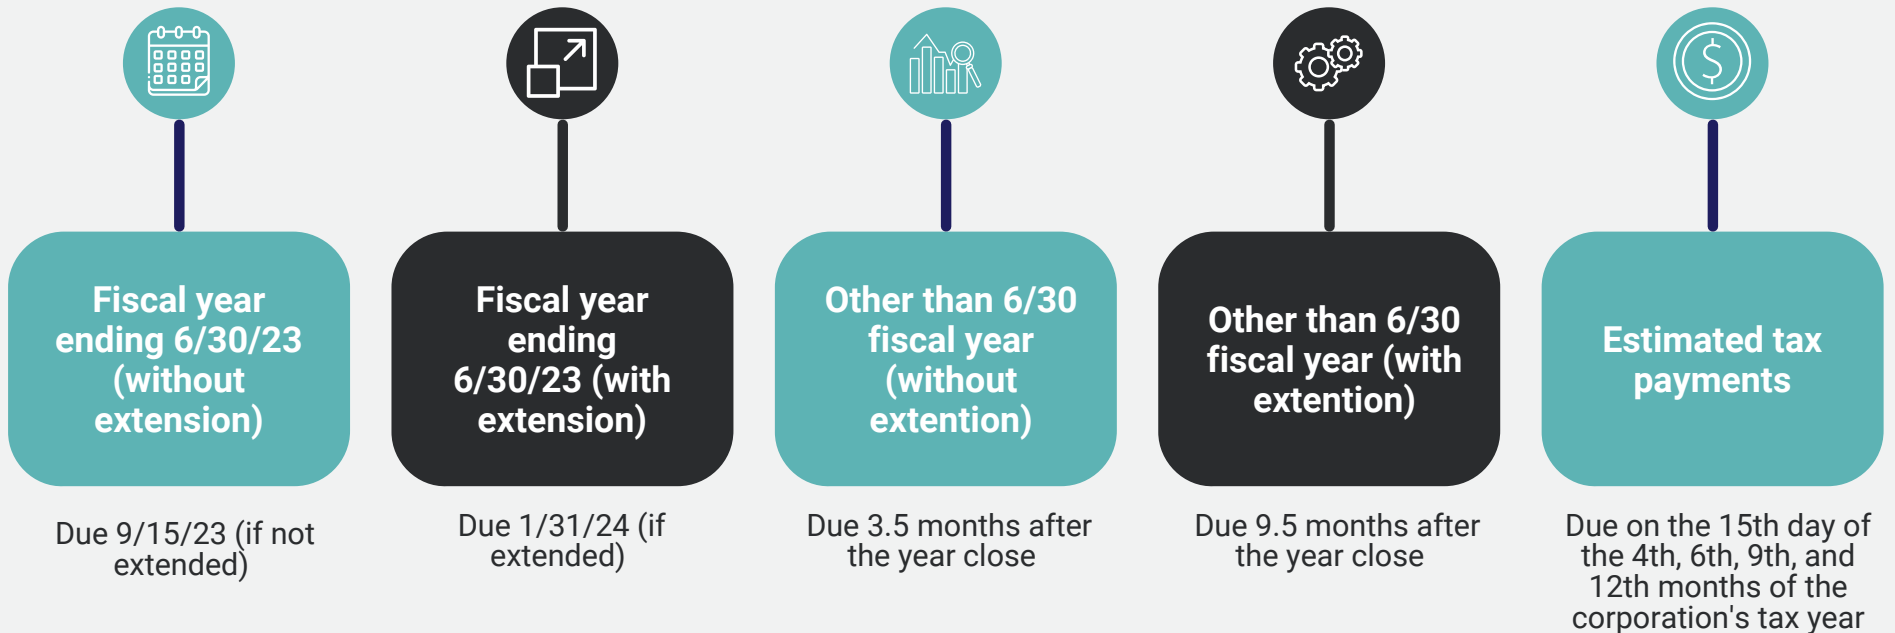 Fiscal year
ending 6/30/23
(without
extension)
Due 9/15/23 (if not
extended)
Fiscal year
ending
6/30/23 (with
extension)
Due 1/31/24 (if
extended)
Other than 6/30
fiscal year
(without
extention)
Due 3.5 months after
the year close
Other than 6/30
fiscal year (with
extention)
Due 9.5 months after
the year close
$
Estimated tax
payments
Due on the 15th day of
the 4th, 6th, 9th, and
12th months of the
corporation's tax year